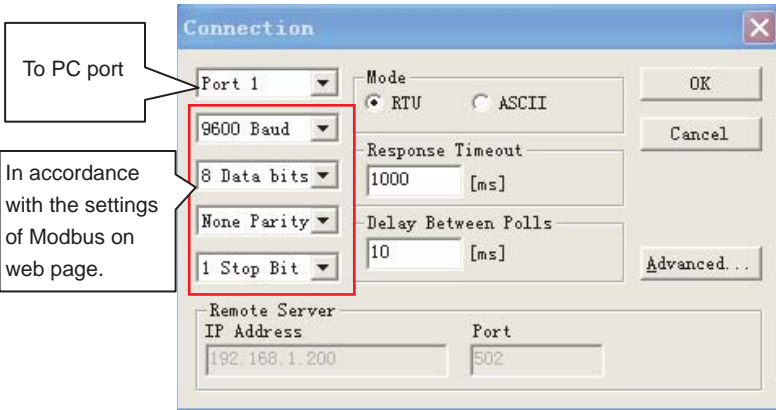 Connection
To PC port
Port 1
Mode
RTU
ASCII
OK
9600 Baud
Cancel
Response Timeout
In accordance
with the settings
of Modbus on
web page.
8 Data bits
1000 [ms]
None Parity
Delay Between Polls
10 [ms]
1 Stop Bit
Advanced...
Remote Server
IP Address
Port
192.168.1.200
502